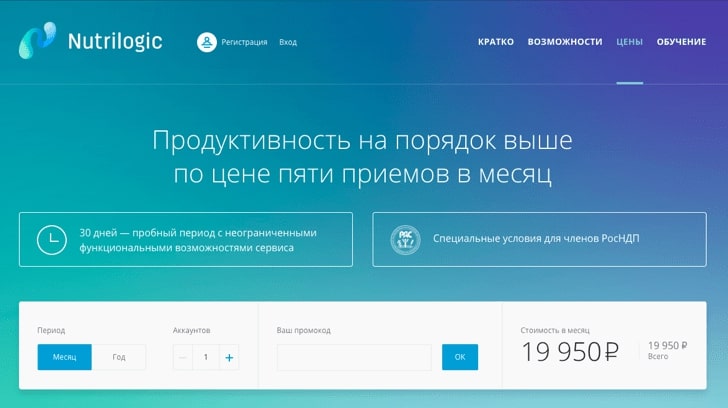 Nutrilogic
Регистрация
Вход
КРАТКО
ВОЗМОЖНОСТИ
ЦЕНЫ
ОБУЧЕНИЕ
Продуктивность на порядок выше
по цене пяти приемов в месяц
30 дней — пробный период с неограниченными
функциональными возможностями сервиса
Специальные условия для членов РосНДП
Период
Месяц
Год
Аккаунтов
— 1 +
Ваш промокод
OK
Стоимость в месяц
19 950₽
19 950 ₽
Всего